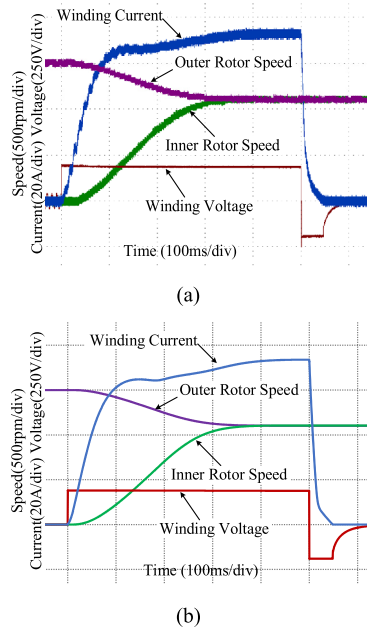 Winding Current
Outer Rotor Speed
Inner Rotor Speed
Winding Voltage
Time (100ms/div)
Speed(500rpm/div)
Current(20A/div) Voltage(250V/div)
(a)
Winding Current
Outer Rotor Speed
Inner Rotor Speed
Winding Voltage
Time (100ms/div)
Speed(500rpm/div)
Current(20A/div) Voltage(250V/div)
(b)